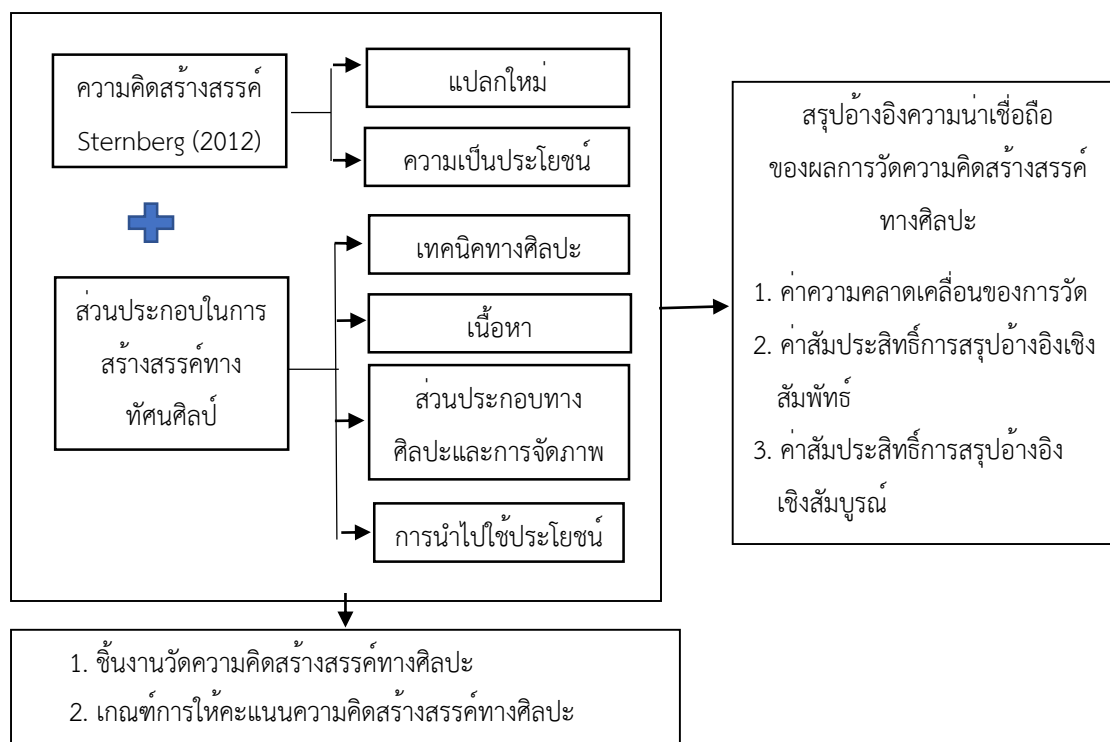 ความคิดสร้างสรรค์
Sternberg (2012)
แปลกใหม่
ความเป็นประโยชน์
ส่วนประกอบในการ
สร้างสรรค์ทาง
ทัศนศิลป์
เทคนิคทางศิลปะ
เนื้อหา
ส่วนประกอบทาง
ศิลปะและการจัดภาพ
การนำไปใช้ประโยชน์
สรุปอ้างอิงความน่าเชื่อถือ
ของผลการวัดความคิดสร้างสรรค์
ทางศิลปะ
1. ค่าความคลาดเคลื่อนของการวัด
2. ค่าสัมประสิทธิ์การสรุปอ้างอิงเชิง
สัมพัทธ์
3. ค่าสัมประสิทธิ์การสรุปอ้างอิง
เชิงสัมบูรณ์
1. ชิ้นงานวัดความคิดสร้างสรรค์ทางศิลปะ
2. เกณฑ์การให้คะแนนความคิดสร้างสรรค์ทางศิลปะ